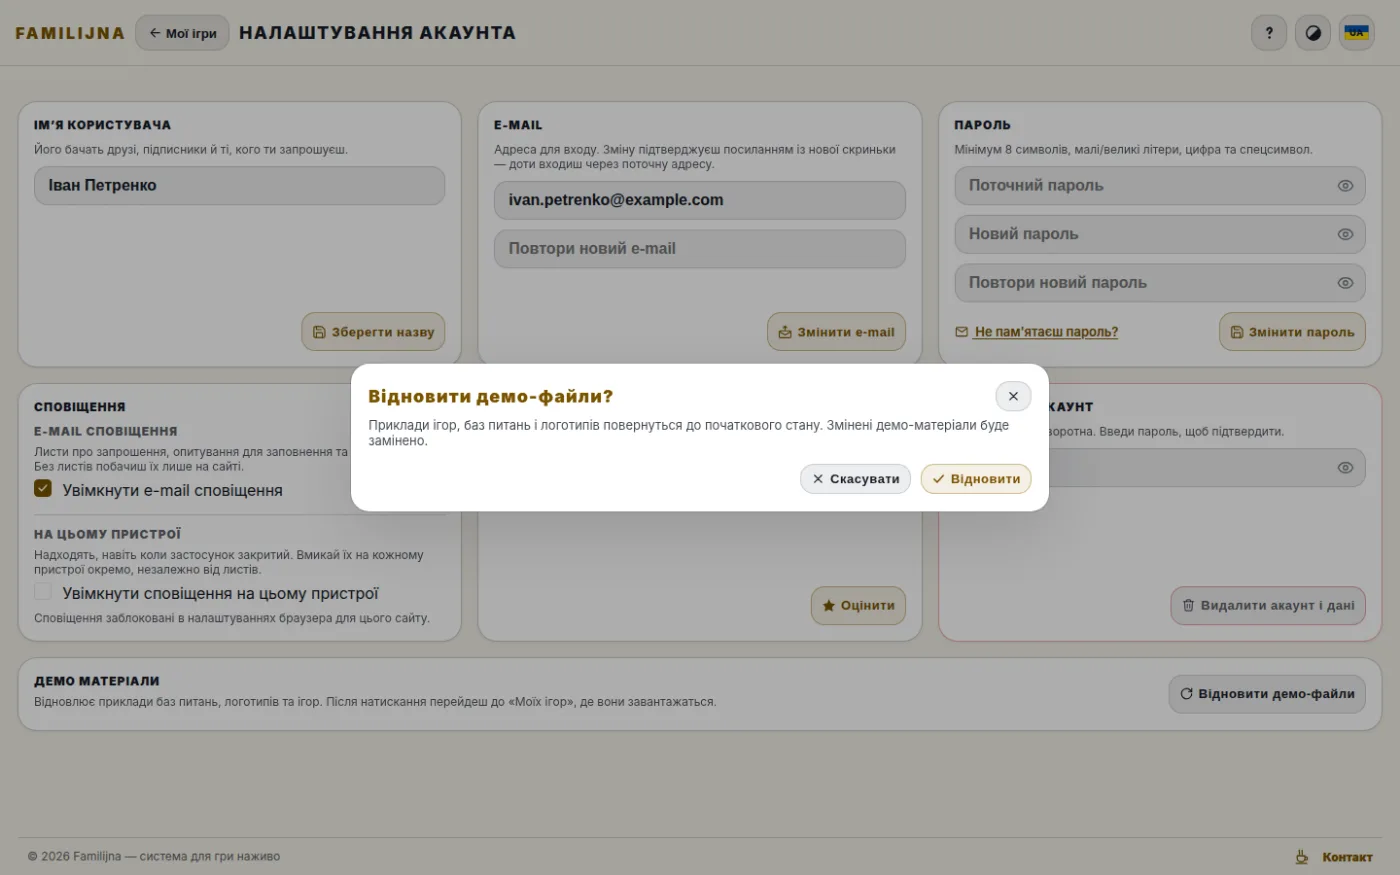 FAMILIJNA
Мої ігри
НАЛАШТУВАННЯ АКАУНТА
?
UA
ІМ’Я КОРИСТУВАЧА
Його бачать друзі, підписники й ті, кого ти запрошуєш.
Іван Петренко
Зберегти назву
E-MAIL
Адреса для входу. Зміну підтверджуєш посиланням із нової скриньки
— доти входиш через поточну адресу.
ivan.petrenko@example.com
Повтори новий e-mail
Змінити e-mail
ПАРОЛЬ
Мінімум 8 символів, малі/великі літери, цифра та спецсимвол.
Поточний пароль
Новий пароль
Повтори новий пароль
Не пам'ятаєш пароль?
Змінити пароль
Відновити демо-файли?
Приклади ігор, баз питань і логотипів повернуться до початкового стану. Змінені демо-матеріали буде
замінено.
Скасувати
Відновити
СПОВІЩЕННЯ
E-MAIL СПОВІЩЕННЯ
Листи про запрошення, опитування для заповнення та
Без листів побачиш їх лише на сайті.
Увімкнути e-mail сповіщення
НА ЦЬОМУ ПРИСТРОЇ
Надходять, навіть коли застосунок закритий. Вмикай їх на кожному
пристрої окремо, незалежно від листів.
Увімкнути сповіщення на цьому пристрої
Сповіщення заблоковані в налаштуваннях браузера для цього сайту.
Оцінити
Введи пароль, щоб підтвердити.
Видалити акаунт і дані
ДЕМО МАТЕРІАЛИ
Відновлює приклади баз питань, логотипів та ігор. Після натискання перейдеш до «Моїх ігор», де вони завантажаться.
Відновити демо-файли
© 2026 Familijna — система для гри наживо
Контакт